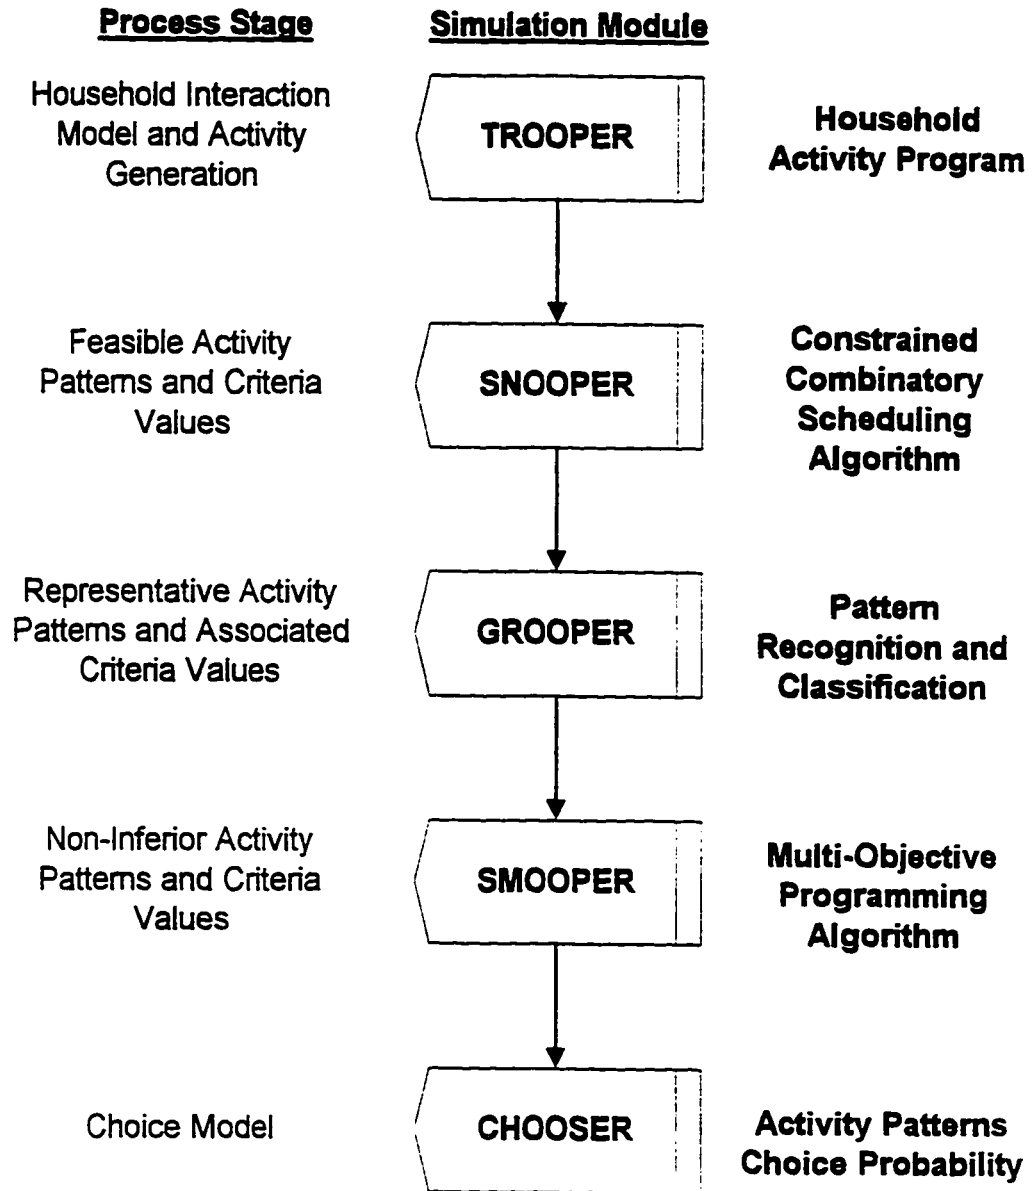 Process Stage
Simulation Module
Household Interaction
Model and Activity
Generation
TROOPER
Household
Activity Program
Feasible Activity
Patterns and Criteria
Values
SNOOPER
Constrained
Combinatory
Scheduling
Algorithm
Representative Activity
Patterns and Associated
Criteria Values
GROOPER
Pattern
Recognition and
Classification
Non-Inferior Activity
Patterns and Criteria
Values
SMOOPER
Multi-Objective
Programming
Algorithm
Choice Model
CHOOSER
Activity Patterns
Choice Probability